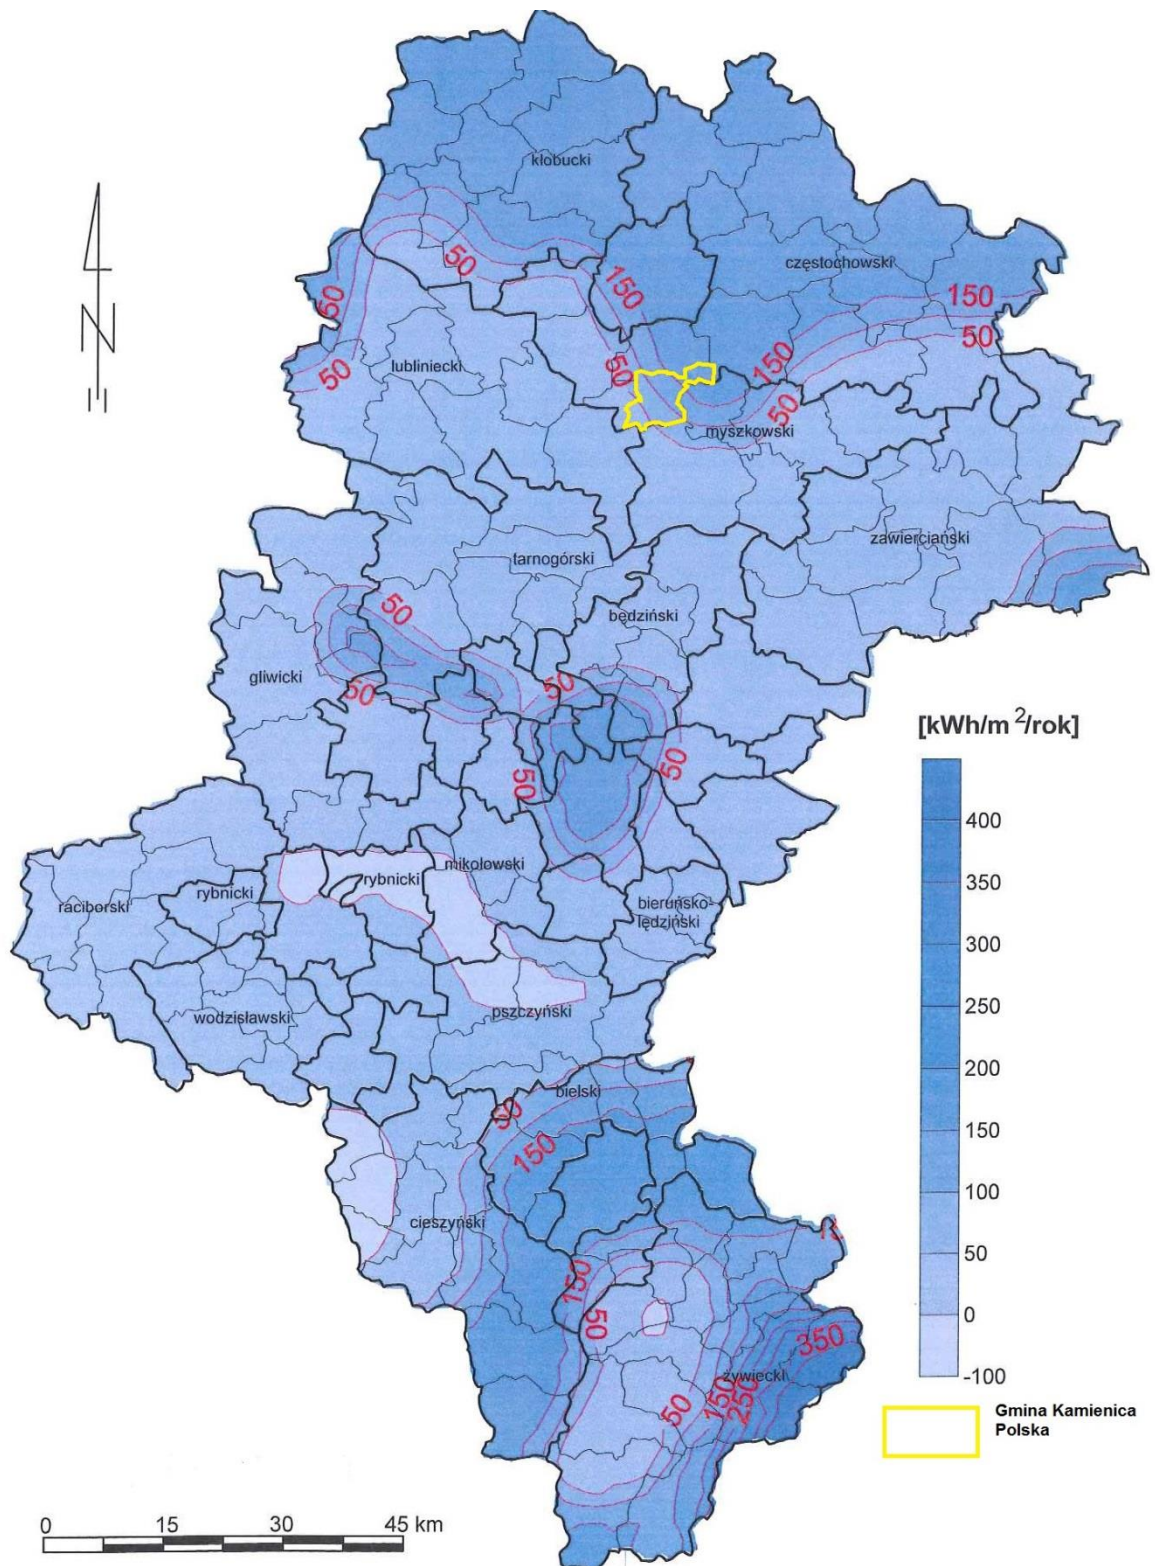 kłobucki
N
50
150
częstochowski
150
50
50
lubliniecki
50
50
150
50
myszkowski
zawierciański
tarnogórski
50
będziński
gliwicki
50
50
[kWh/m²/rok]
50
50
400
mikołowski
rybnicki
rybnicki
350
raciborski
bieruńsko-
lędziński
300
250
pszczyński
wodzisławski
200
bielski
50
150
150
100
cieszyński
50
150
50
0
350
żywiecki
-100
50
150
250
Gmina Kamienica
Polska
0 15 30 45 km